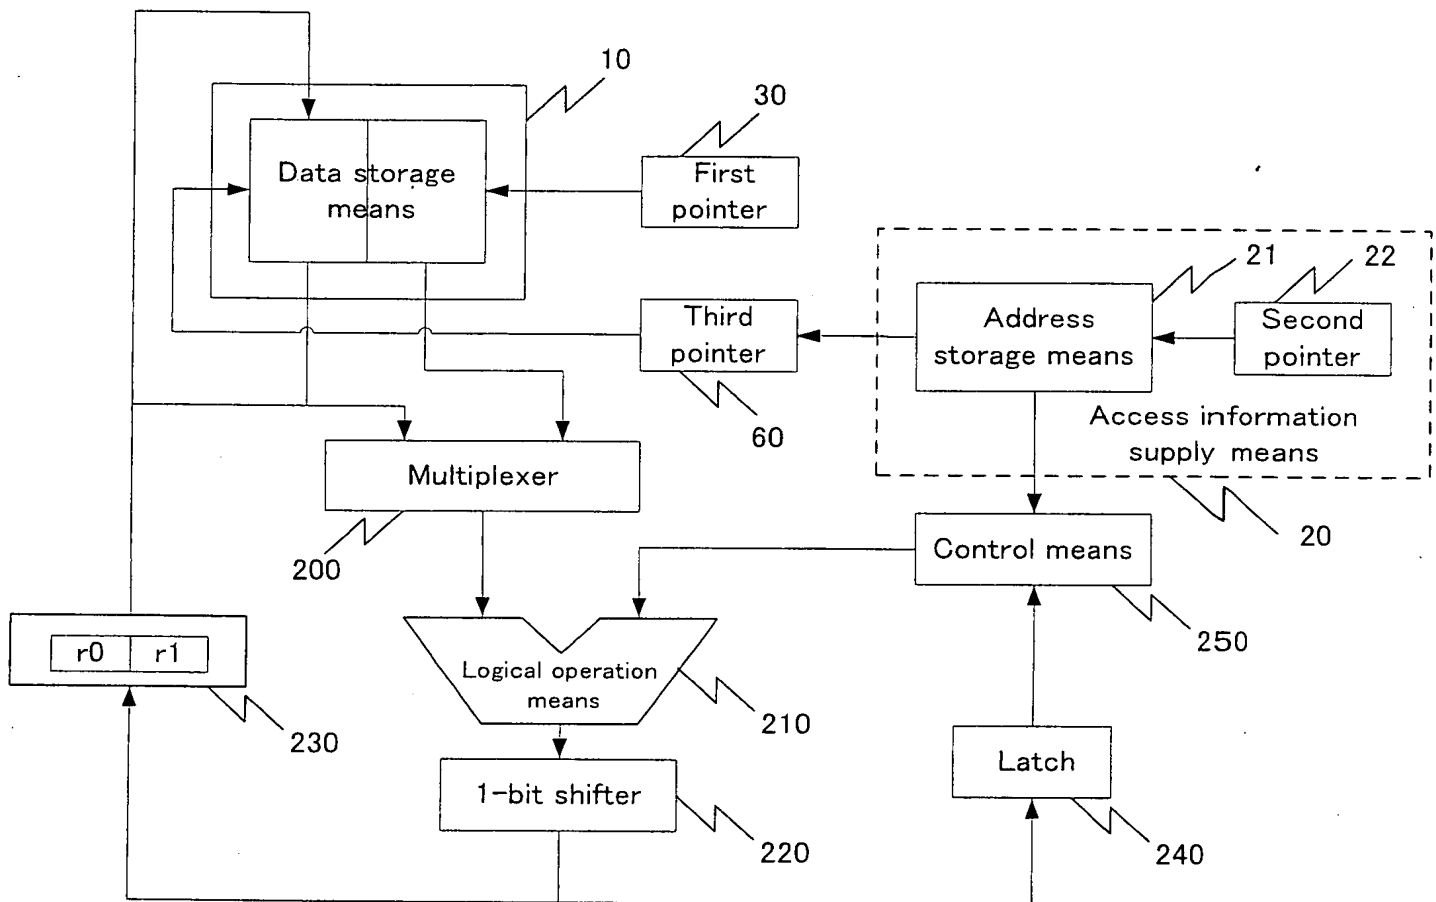 10
30
Data storage
means
First
pointer
21
22
Third
pointer
Address
storage means
Second
pointer
60
Access information
supply means
Multiplexer
200
20
Control means
r0
r1
250
Logical operation
means
210
230
Latch
1-bit shifter
220
240